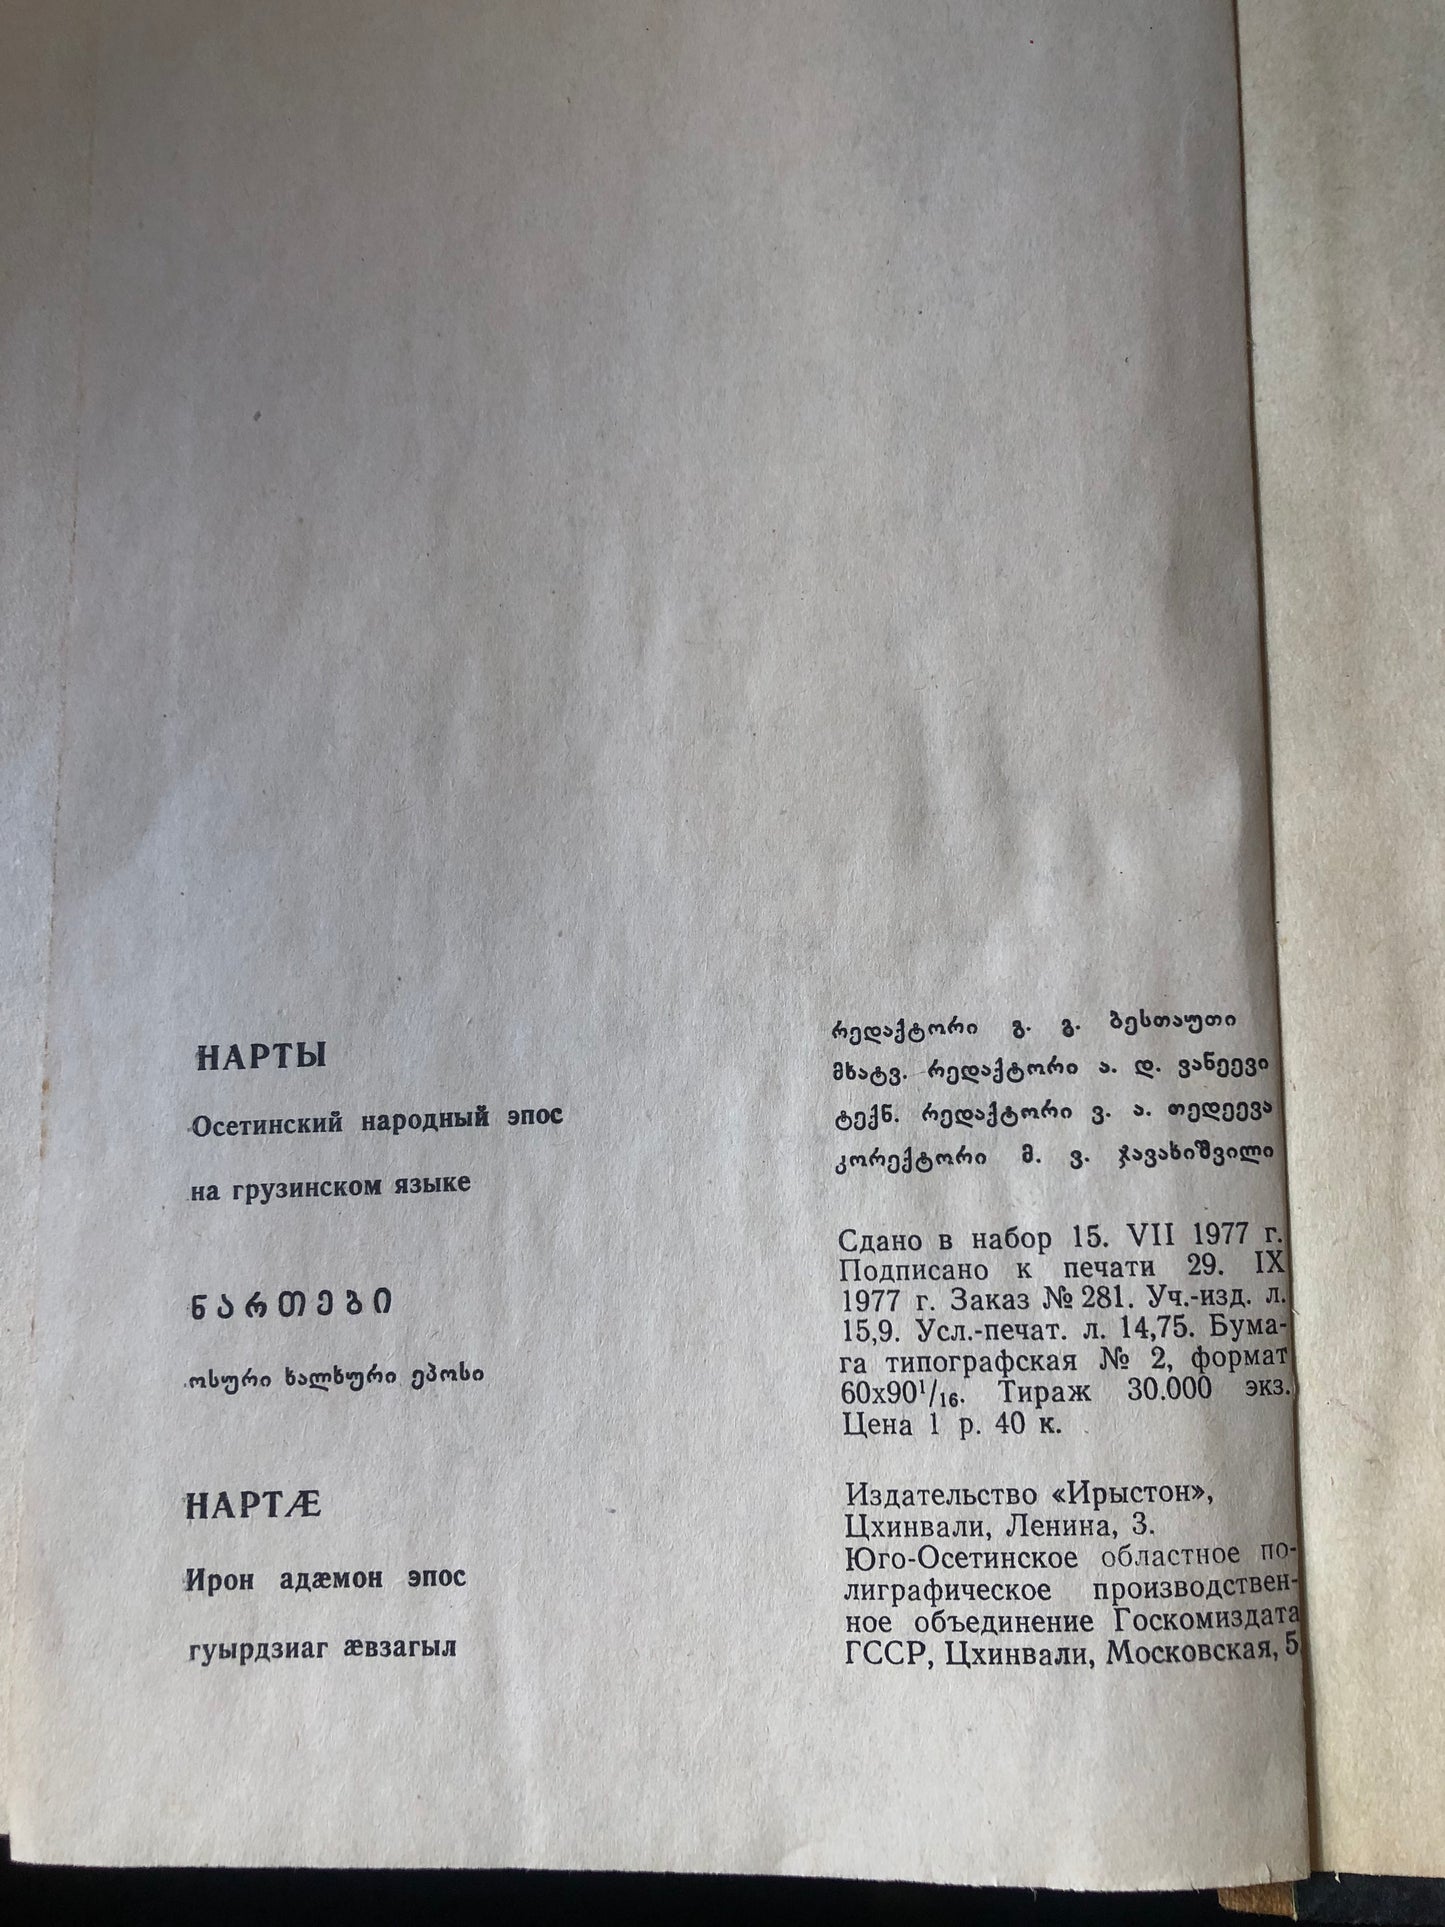 НАРТЫ
Осетинский народный эпос
на грузинском языке
ნართები
ოსური ხალხური ეპოსი
НАРТÆ
Ирон адæмон эпос
гуырдзиаг æвзагыл
რედაქტორი გ. გ. ბესთაუთი
მხატვ. რედაქტორი ა. დ. ვანეევი
ტექნ. რედაქტორი ვ. ა. თედეევა
კორექტორი მ. ვ. ჯავახიშვილი
Сдано в набор 15. VII 1977 г.
Подписано к печати 29. IX
1977 г. Заказ № 281. Уч.-изд. л.
15,9. Усл.-печат. л. 14,75. Бума-
га типографская № 2, формат
60х90¹/₁₆. Тираж 30.000 экз.
Цена 1 р. 40 к.
Издательство «Ирыстон»,
Цхинвали, Ленина, 3.
Юго-Осетинское областное по-
лиграфическое производствен-
ное объединение Госкомиздата
ГССР, Цхинвали, Московская, 5